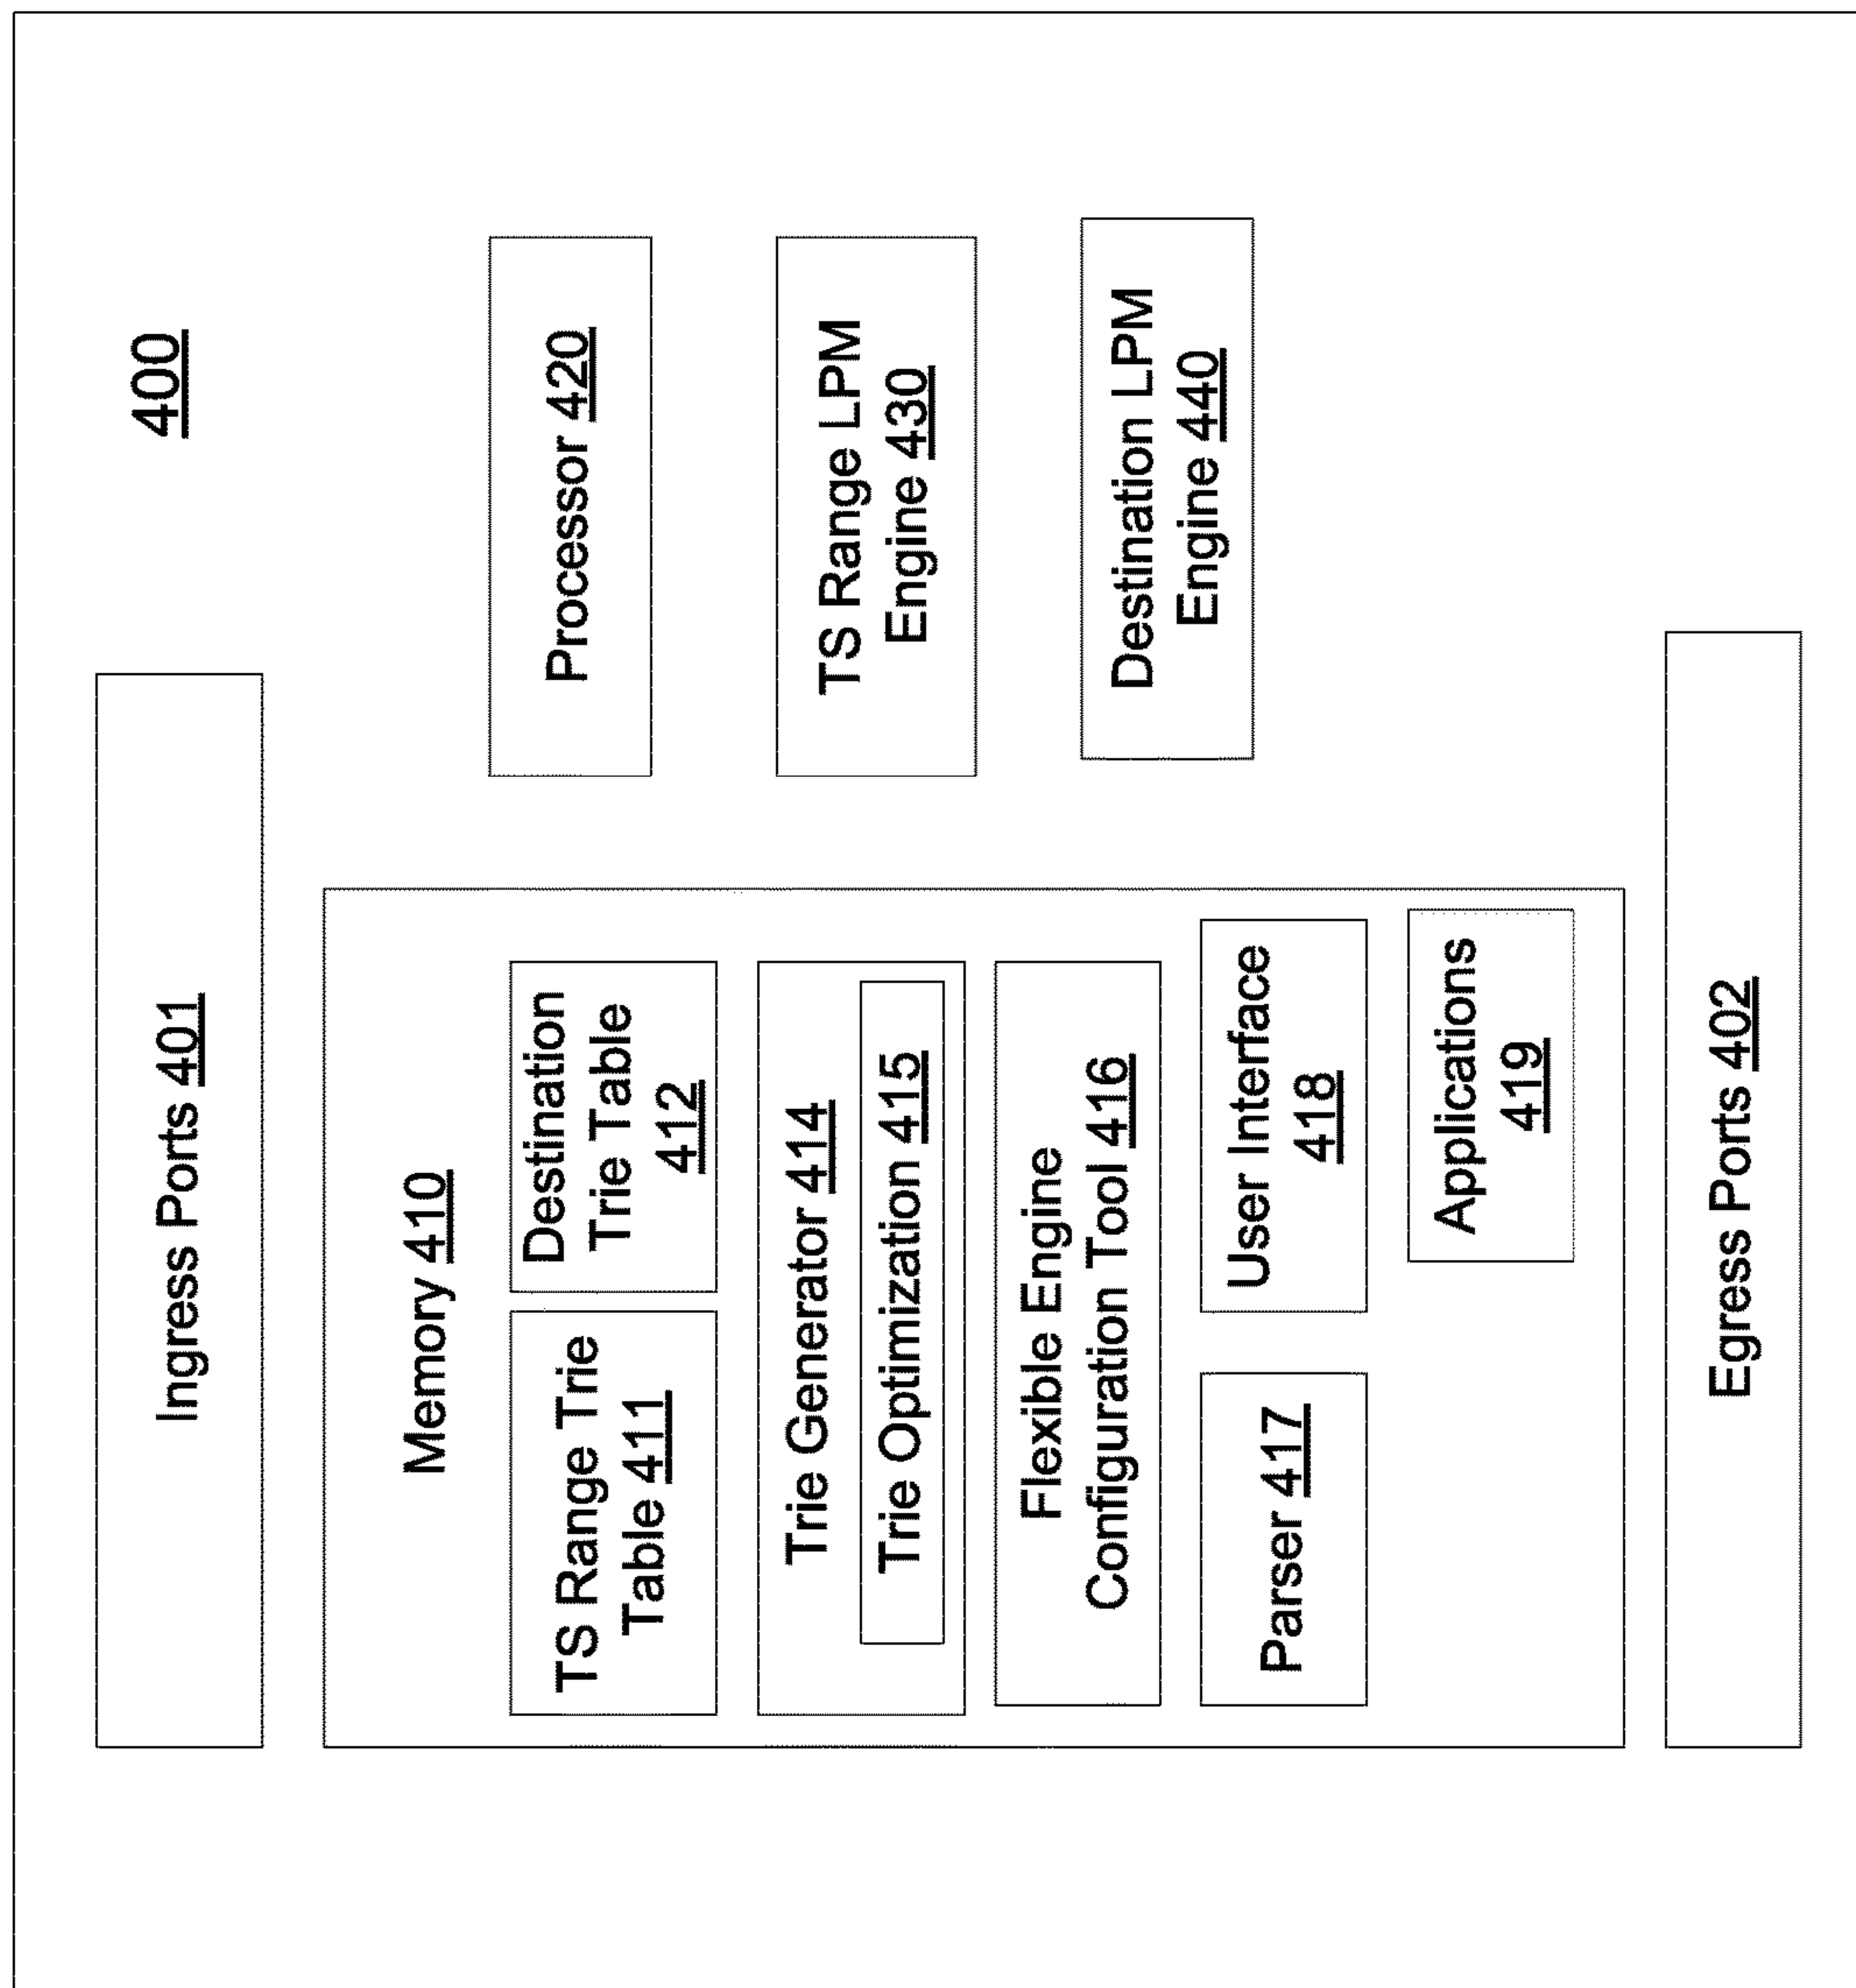 400
Ingress Ports 401
Memory 410
TS Range Trie
Table 411
Destination
Trie Table
412
Trie Generator 414
Trie Optimization 415
Flexible Engine
Configuration Tool 416
Parser 417
User Interface
418
Applications
419
Processor 420
TS Range LPM
Engine 430
Destination LPM
Engine 440
Egress Ports 402